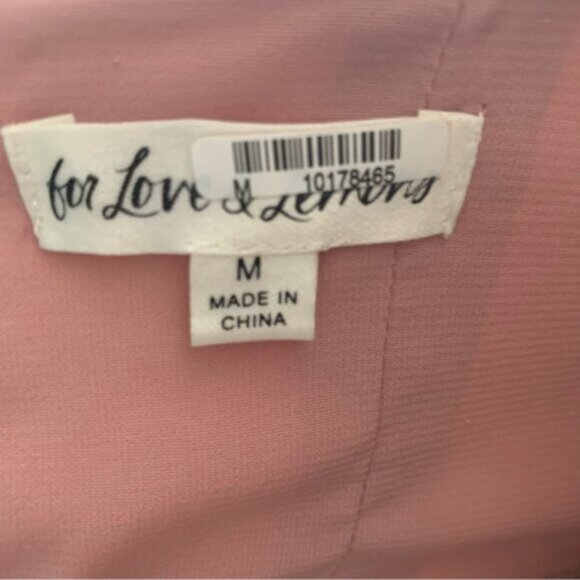 for Love & Lemons
M 10178465
M
MADE IN
CHINA